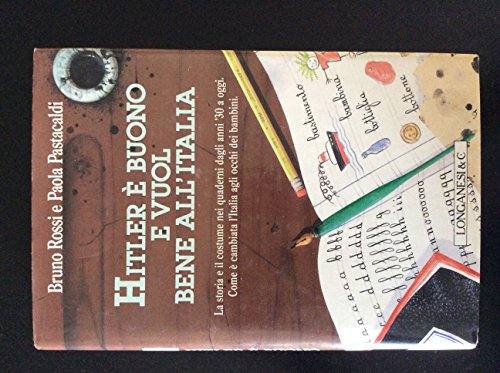 Bruno Rossi e Paola Pastacaldi
HITLER È BUONO
E VUOL
BENE ALL'ITALIA
La storia e il costume nei quaderni dagli anni '30 a oggi.
Come è cambiata l'Italia agli occhi dei bambini.
bastimento
bambina
bottiglia
bottone
LONGANESI & C.